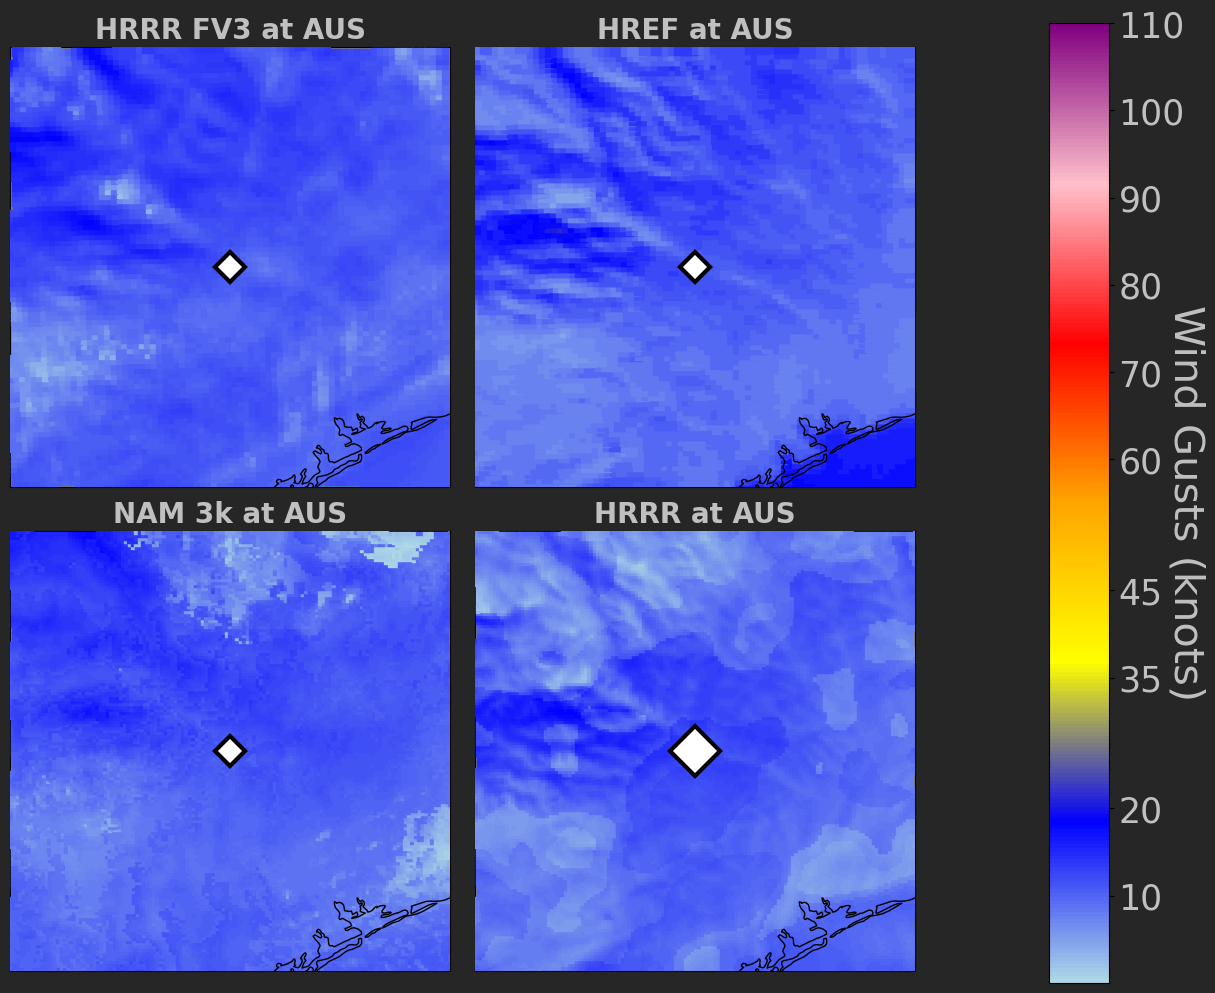 HRRR FV3 at AUS
HREF at AUS
NAM 3k at AUS
HRRR at AUS
110
100
90
80
70
60
45
35
20
10
Wind Gusts (knots)